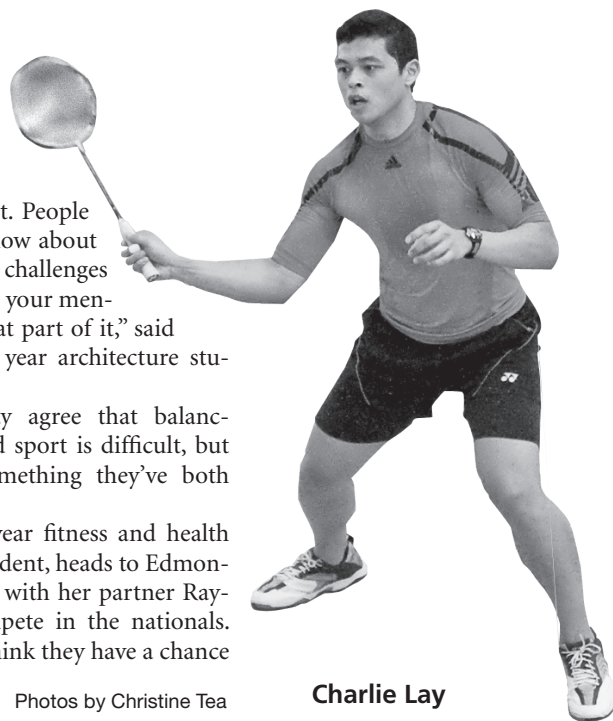 t. People
ow about
challenges
your men-
at part of it,” said
year architecture stu-
y agree that balanc-
d sport is difficult, but
mething they’ve both
year fitness and health
dent, heads to Edmon-
with her partner Ray-
pete in the nationals.
ink they have a chance
Photos by Christine Tea
Charlie Lay